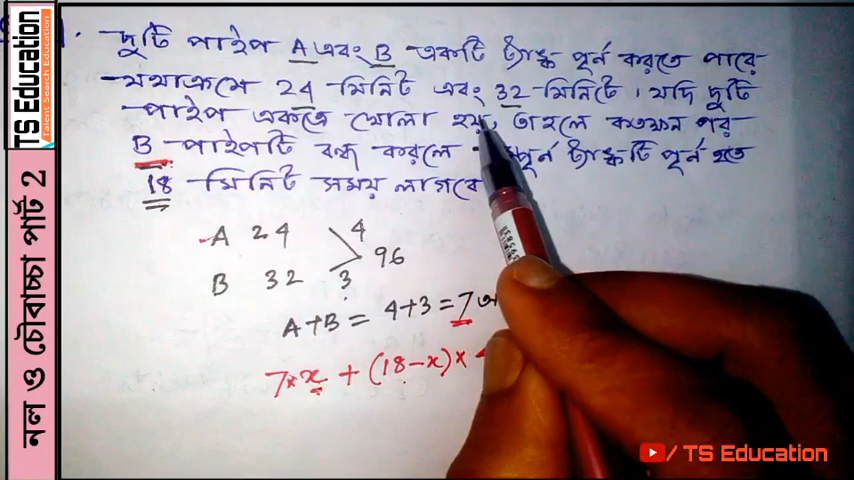 দুটি পাইপ A এবং B একটি ট্যাঙ্ক পূর্ন করতে পারে
যথাক্রমে 24 মিনিট এবং 32 মিনিটে। যদি দুটি
পাইপ একত্রে খোলা হয়, তাহলে কতক্ষন পর
B পাইপটি বন্ধ করলে ট্যাঙ্কটি পূর্ন হতে
18 মিনিট সময় লাগবে
A 24 4
96
B 32 3
A+B = 4+3 = 7
7×x + (18-x)×
TS Education
Talent Search Education
নল ও চৌবাচ্চা পার্ট 2
/ TS Education